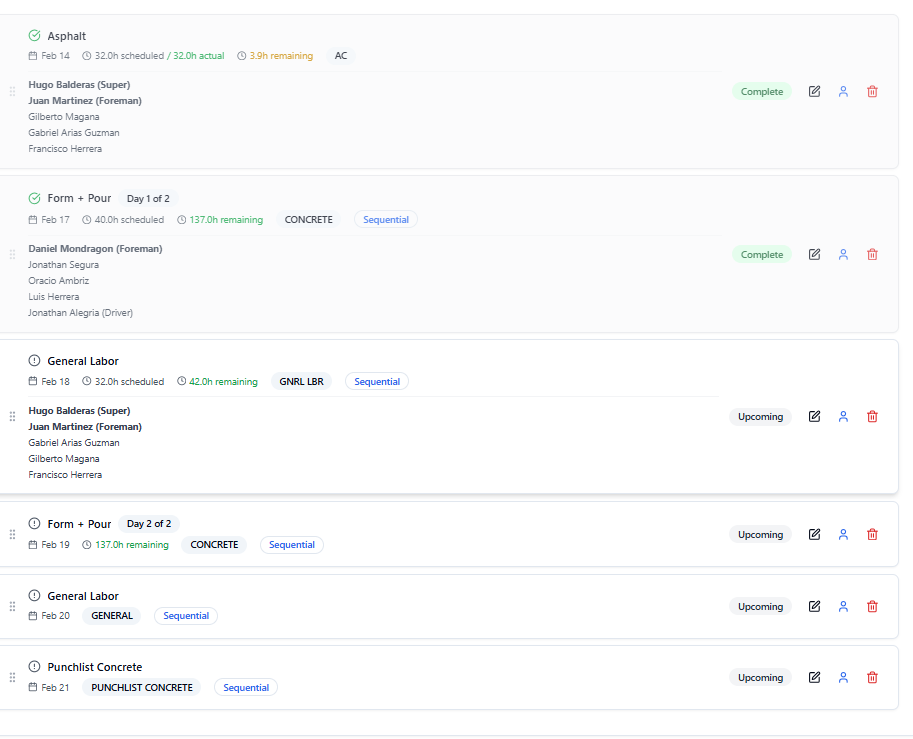 Asphalt
Feb 14 32.0h scheduled / 32.0h actual 3.9h remaining AC
Hugo Balderas (Super)
Juan Martinez (Foreman)
Gilberto Magana
Gabriel Arias Guzman
Francisco Herrera
Complete
Form + Pour Day 1 of 2
Feb 17 40.0h scheduled 137.0h remaining CONCRETE Sequential
Daniel Mondragon (Foreman)
Jonathan Segura
Oracio Ambriz
Luis Herrera
Jonathan Alegria (Driver)
Complete
General Labor
Feb 18 32.0h scheduled 42.0h remaining GNRL LBR Sequential
Hugo Balderas (Super)
Juan Martinez (Foreman)
Gabriel Arias Guzman
Gilberto Magana
Francisco Herrera
Upcoming
Form + Pour Day 2 of 2
Feb 19 137.0h remaining CONCRETE Sequential
Upcoming
General Labor
Feb 20 GENERAL Sequential
Upcoming
Punchlist Concrete
Feb 21 PUNCHLIST CONCRETE Sequential
Upcoming